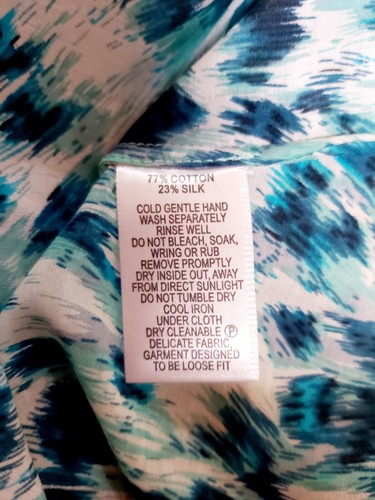 77% COTTON
23% SILK
COLD GENTLE HAND
WASH SEPARATELY
RINSE WELL
DO NOT BLEACH, SOAK,
WRING OR RUB
REMOVE PROMPTLY
DRY INSIDE OUT, AWAY
FROM DIRECT SUNLIGHT
DO NOT TUMBLE DRY
COOL IRON
UNDER CLOTH
DRY CLEANABLE Ⓟ
DELICATE FABRIC,
GARMENT DESIGNED
TO BE LOOSE FIT